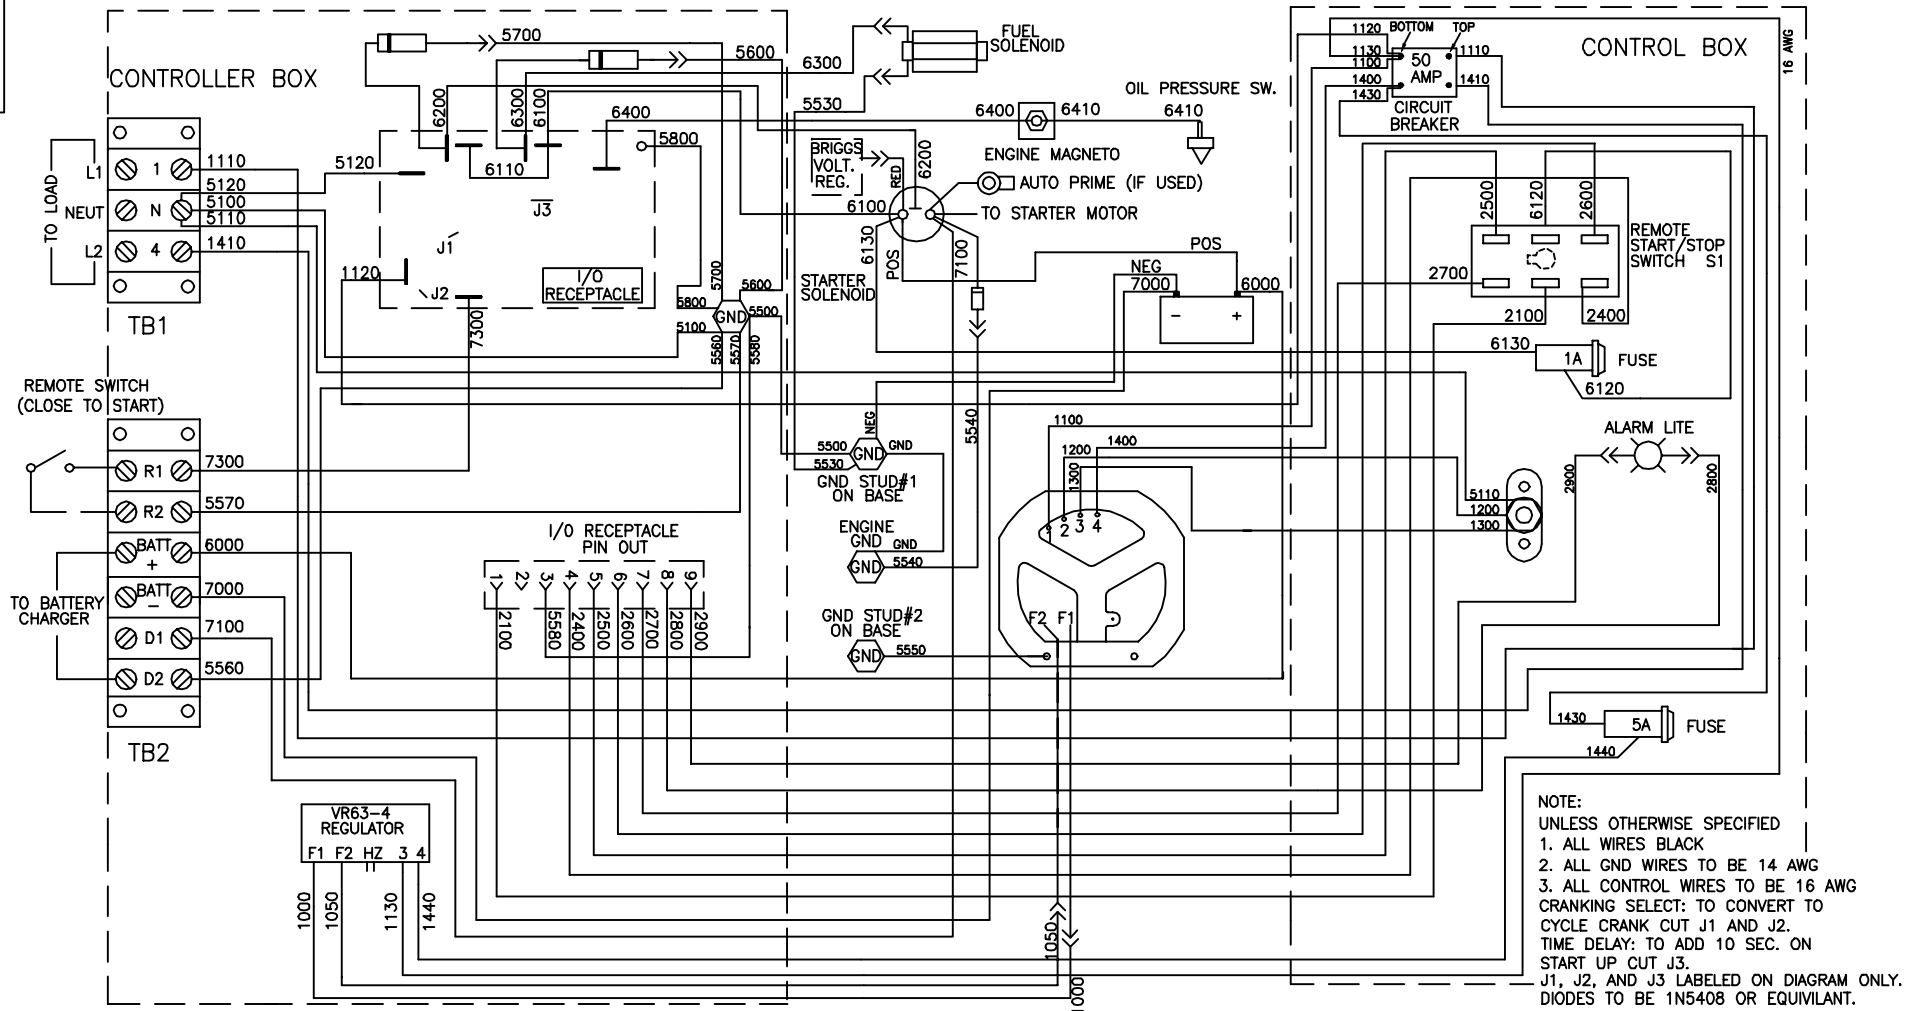 CONTROLLER BOX
5700
5600
6300
FUEL
SOLENOID
5530
6200
6300
6100
6400
5800
5120
6110
J3
J1
J2
I/O
RECEPTACLE
1120
7300
TO LOAD
L1
NEUT
L2
1
N
4
1110
5120
5100
5110
1410
TB1
5700
5600
5800
5500
5100
GND
5560
5570
5580
BRIGGS
VOLT.
REG.
RED
6200
6400
6410
OIL PRESSURE SW.
6410
ENGINE MAGNETO
AUTO PRIME (IF USED)
TO STARTER MOTOR
6100
6130
POS
7100
STARTER
SOLENOID
POS
NEG
7000
6000
-
+
CONTROL BOX
16 AWG
1120
BOTTOM
TOP
1130
1100
1400
1430
50
AMP
1110
1410
CIRCUIT
BREAKER
2500
6120
2600
REMOTE
START/STOP
SWITCH S1
2700
2100
2400
6130
1A
FUSE
6120
REMOTE SWITCH
(CLOSE TO START)
R1
7300
R2
5570
BATT
+
6000
BATT
-
7000
D1
7100
D2
5560
TO BATTERY
CHARGER
TB2
I/O RECEPTACLE
PIN OUT
1
2
3
4
5
6
7
8
9
2100
5580
2400
2500
2600
2700
2800
2900
NEG
5500
GND
GND
5530
GND STUD#1
ON BASE
5540
ENGINE
GND
GND
GND
5540
GND STUD#2
ON BASE
GND
5550
1100
1400
1200
1300
1
2
3
4
F2
F1
ALARM LITE
2900
2800
5110
1200
1300
1430
5A
FUSE
1440
VR63-4
REGULATOR
F1 F2 HZ 3 4
1000
1050
1130
1440
1050
000
NOTE:
UNLESS OTHERWISE SPECIFIED
1. ALL WIRES BLACK
2. ALL GND WIRES TO BE 14 AWG
3. ALL CONTROL WIRES TO BE 16 AWG
CRANKING SELECT: TO CONVERT TO
CYCLE CRANK CUT J1 AND J2.
TIME DELAY: TO ADD 10 SEC. ON
START UP CUT J3.
J1, J2, AND J3 LABELED ON DIAGRAM ONLY.
DIODES TO BE 1N5408 OR EQUIVILANT.